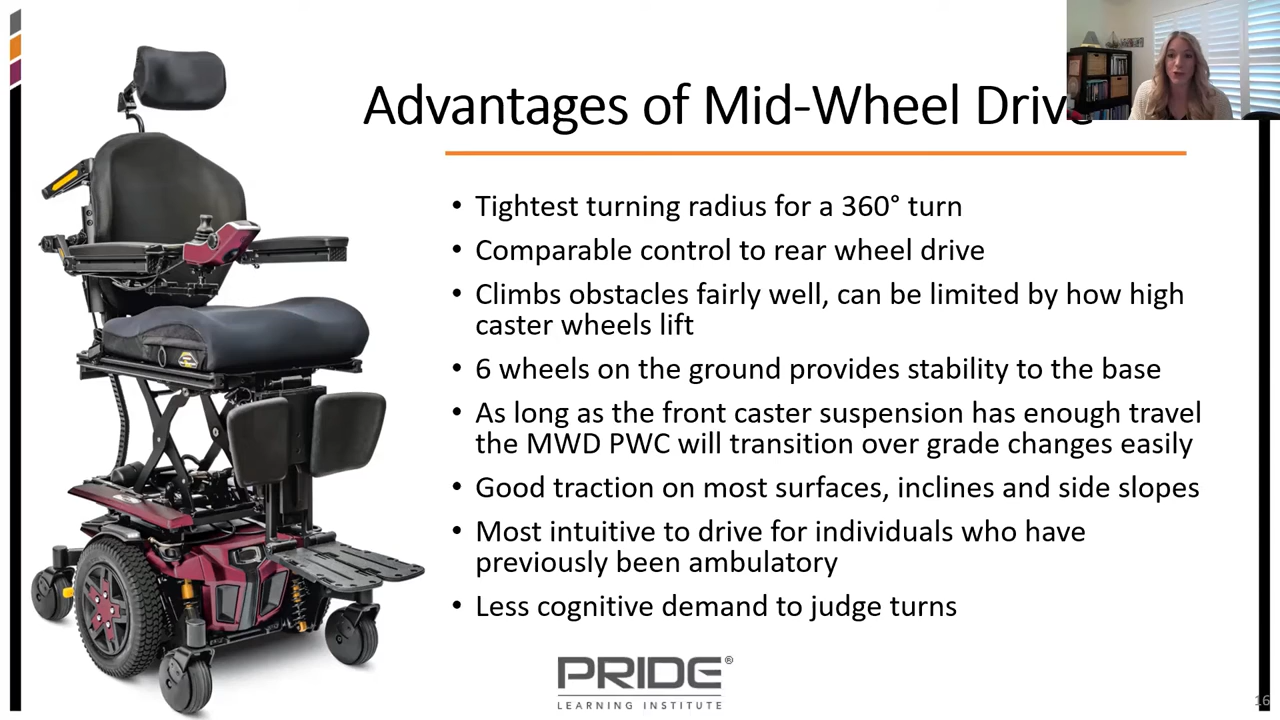 Advantages of Mid-Wheel Drive
• Tightest turning radius for a 360° turn
• Comparable control to rear wheel drive
• Climbs obstacles fairly well, can be limited by how high
caster wheels lift
• 6 wheels on the ground provides stability to the base
• As long as the front caster suspension has enough travel
the MWD PWC will transition over grade changes easily
• Good traction on most surfaces, inclines and side slopes
• Most intuitive to drive for individuals who have
previously been ambulatory
• Less cognitive demand to judge turns
PRIDE®
LEARNING INSTITUTE
16